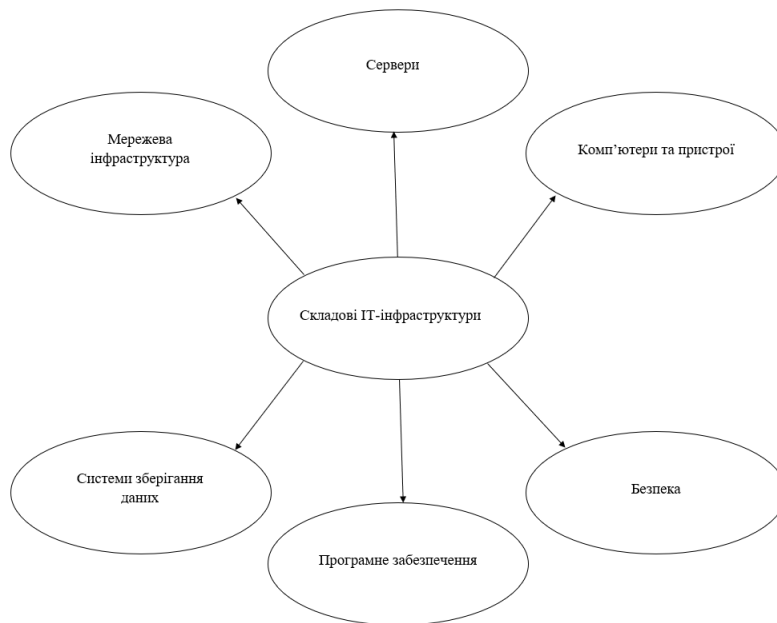 Сервери
Мережева
інфраструктура
Комп’ютери та пристрої
Складові ІТ-інфраструктури
Системи зберігання
даних
Безпека
Програмне забезпечення